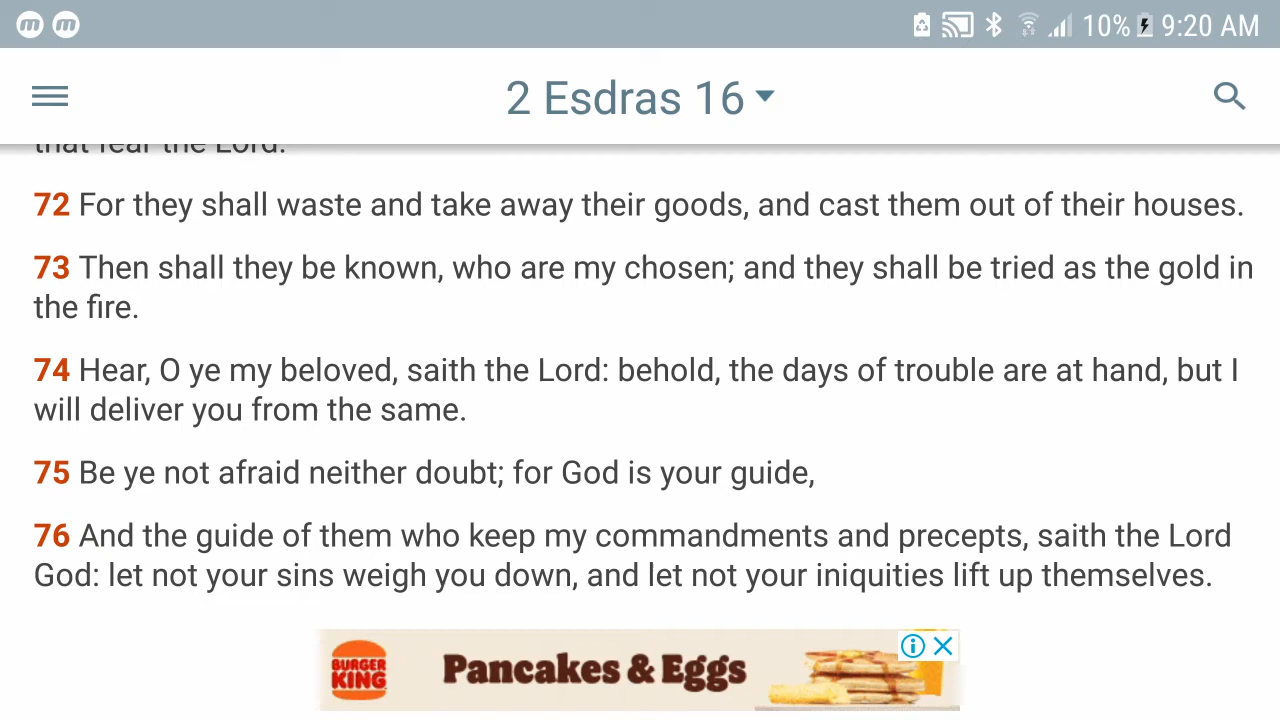 10% 9:20 AM
2 Esdras 16
that fear the Lord.
72 For they shall waste and take away their goods, and cast them out of their houses.
73 Then shall they be known, who are my chosen; and they shall be tried as the gold in
the fire.
74 Hear, O ye my beloved, saith the Lord: behold, the days of trouble are at hand, but I
will deliver you from the same.
75 Be ye not afraid neither doubt; for God is your guide,
76 And the guide of them who keep my commandments and precepts, saith the Lord
God: let not your sins weigh you down, and let not your iniquities lift up themselves.
BURGER
KING
Pancakes & Eggs